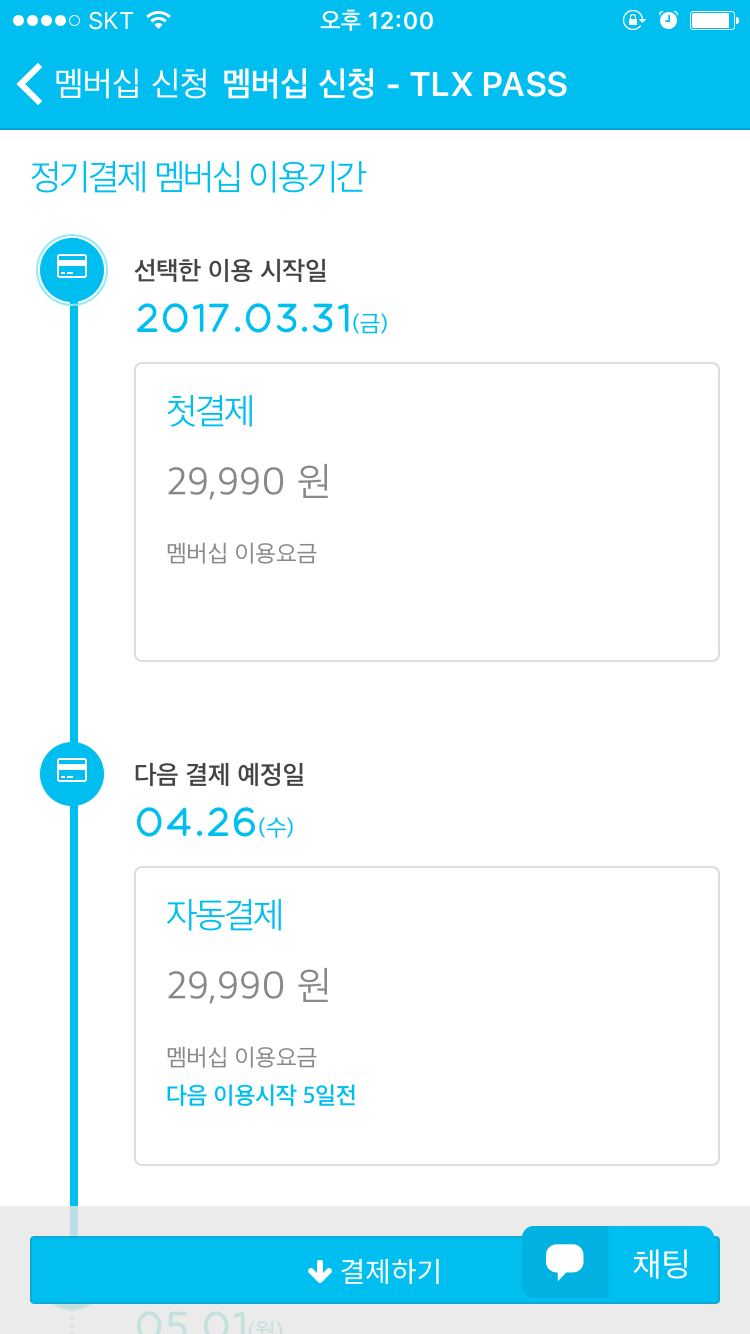 SKT 오후 12:00
멤버십 신청 멤버십 신청 - TLX PASS
정기결제 멤버십 이용기간
선택한 이용 시작일
2017.03.31(금)
첫결제
29,990 원
멤버십 이용요금
다음 결제 예정일
04.26(수)
자동결제
29,990 원
멤버십 이용요금
다음 이용시작 5일전
결제하기
채팅
05.01(월)